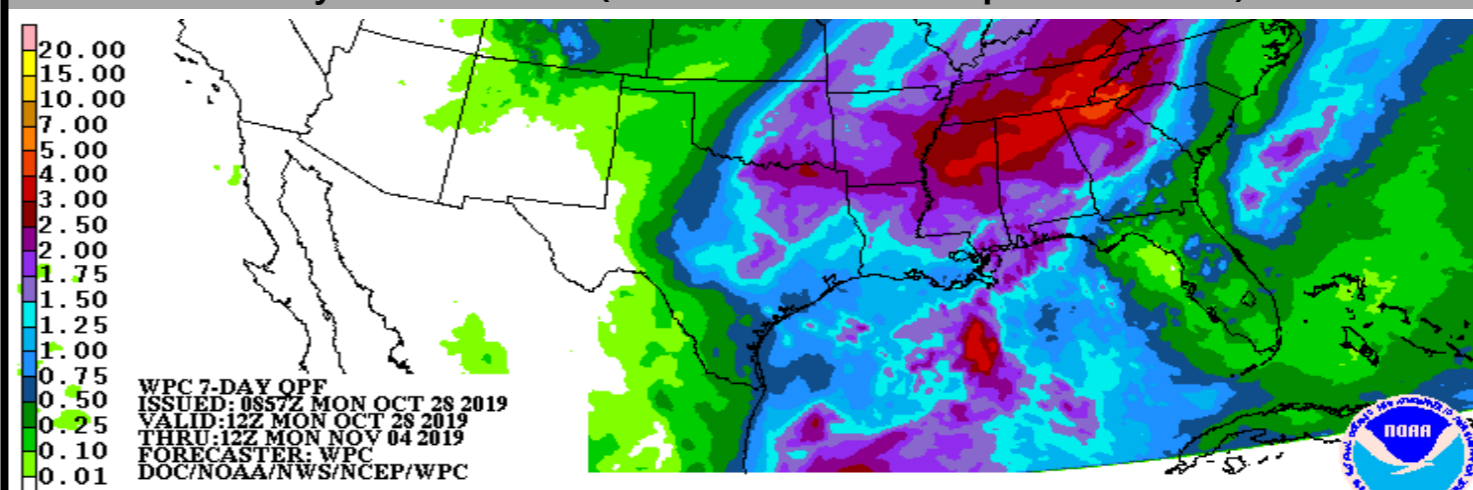 20.00
15.00
10.00
7.00
5.00
4.00
3.00
2.50
2.00
1.75
1.50
1.25
1.00
0.75
0.50
0.25
0.10
0.01
WPC 7-DAY QPF
ISSUED: 0857Z MON OCT 28 2019
VALID:12Z MON OCT 28 2019
THRU:12Z MON NOV 04 2019
FORECASTER: WPC
DOC/NOAA/NWS/NCEP/WPC
NOAA